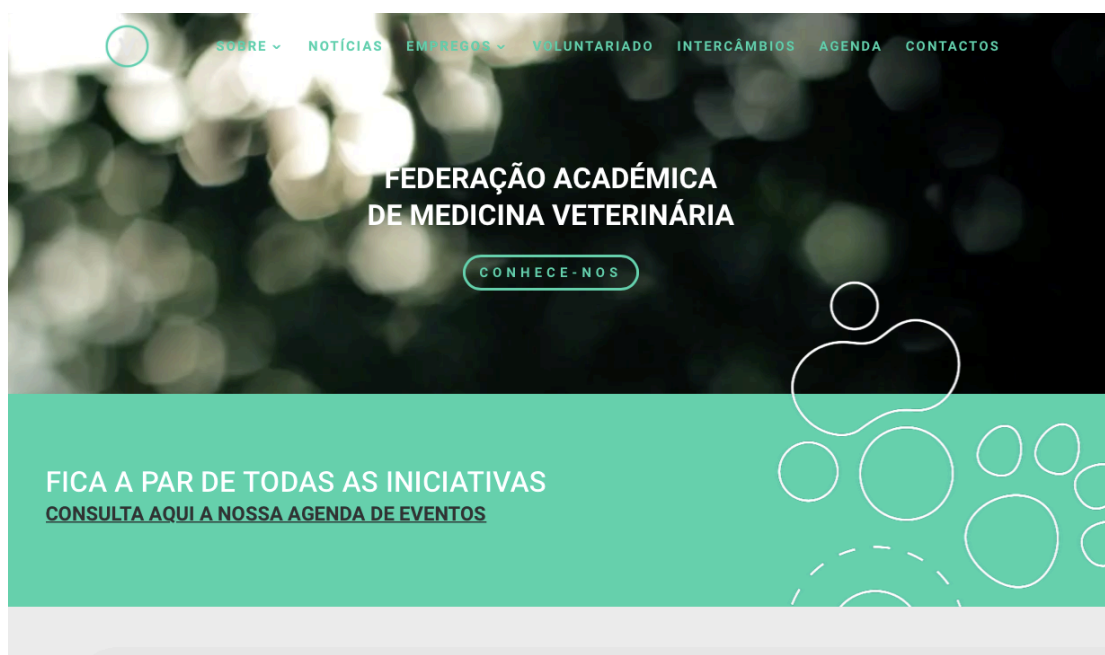 SOBRE
NOTÍCIAS
EMPREGOS
VOLUNTARIADO
INTERCÂMBIOS
AGENDA
CONTACTOS
FEDERAÇÃO ACADÉMICA
DE MEDICINA VETERINÁRIA
CONHECE-NOS
FICA A PAR DE TODAS AS INICIATIVAS
CONSULTA AQUI A NOSSA AGENDA DE EVENTOS